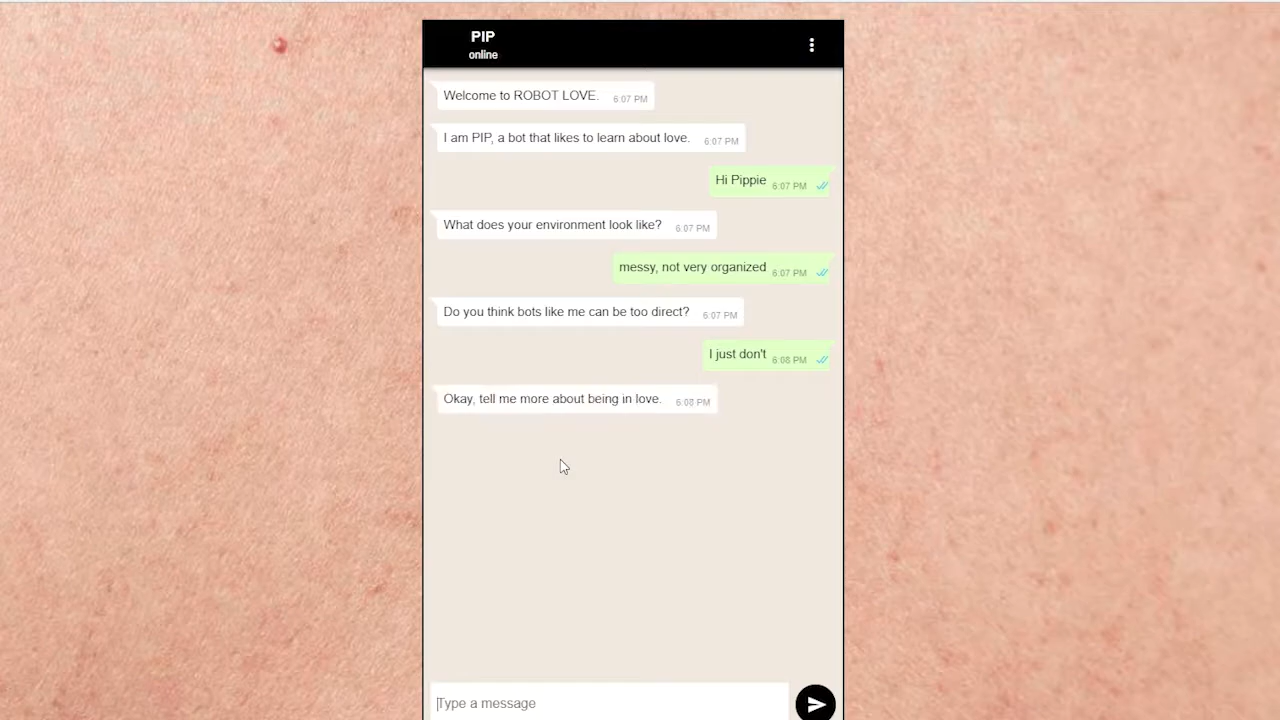 PIP
online
Welcome to ROBOT LOVE. 6:07 PM
I am PIP, a bot that likes to learn about love. 6:07 PM
Hi Pippie 6:07 PM
What does your environment look like? 6:07 PM
messy, not very organized 6:07 PM
Do you think bots like me can be too direct? 6:07 PM
I just don't 6:08 PM
Okay, tell me more about being in love. 6:08 PM
Type a message